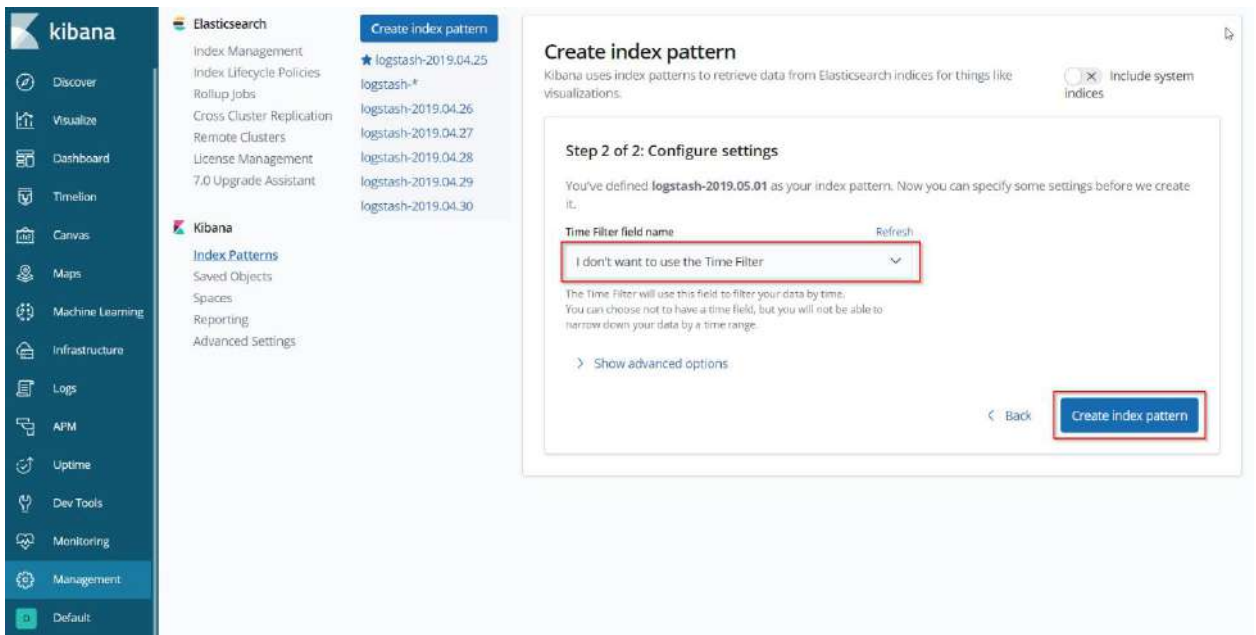 kibana
Discover
Visualize
Dashboard
Timelion
Canvas
Maps
Machine Learning
Infrastructure
Logs
APM
Uptime
Dev Tools
Monitoring
Management
D
Default
Elasticsearch
Index Management
Index Lifecycle Policies
Rollup Jobs
Cross Cluster Replication
Remote Clusters
License Management
7.0 Upgrade Assistant
Kibana
Index Patterns
Saved Objects
Spaces
Reporting
Advanced Settings
Create index pattern
★ logstash-2019.04.25
logstash-*
logstash-2019.04.26
logstash-2019.04.27
logstash-2019.04.28
logstash-2019.04.29
logstash-2019.04.30
Create index pattern
Kibana uses index patterns to retrieve data from Elasticsearch indices for things like
visualizations.
Include system
indices
Step 2 of 2: Configure settings
You've defined logstash-2019.05.01 as your index pattern. Now you can specify some settings before we create
it.
Time Filter field name
Refresh
I don't want to use the Time Filter
The Time Filter will use this field to filter your data by time.
You can choose not to have a time field, but you will not be able to
narrow down your data by a time range.
Show advanced options
Back
Create index pattern